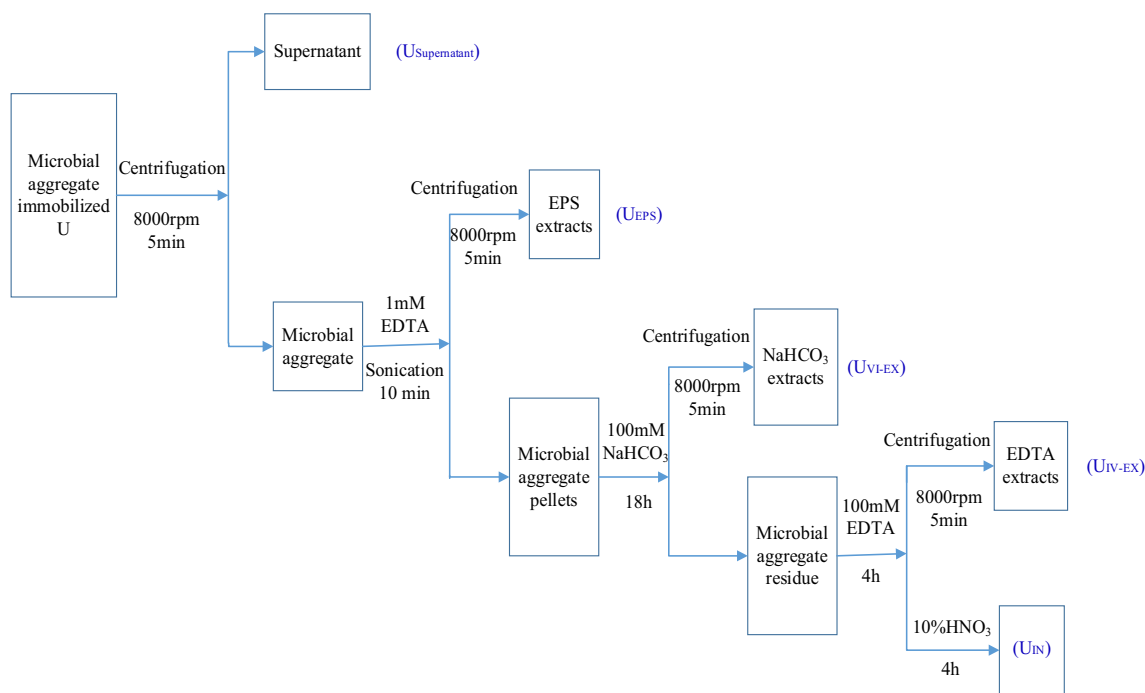 Supernatant
(USupernatant)
Microbial
aggregate
immobilized
U
Centrifugation
8000rpm
5min
Microbial
aggregate
1mM
EDTA
Sonication
10 min
Centrifugation
8000rpm
5min
EPS
extracts
(UEPS)
Microbial
aggregate
pellets
100mM
NaHCO3
18h
Centrifugation
8000rpm
5min
NaHCO3
extracts
(UVI-EX)
Microbial
aggregate
residue
100mM
EDTA
4h
Centrifugation
8000rpm
5min
EDTA
extracts
(UIV-EX)
10%HNO3
4h
(UIN)